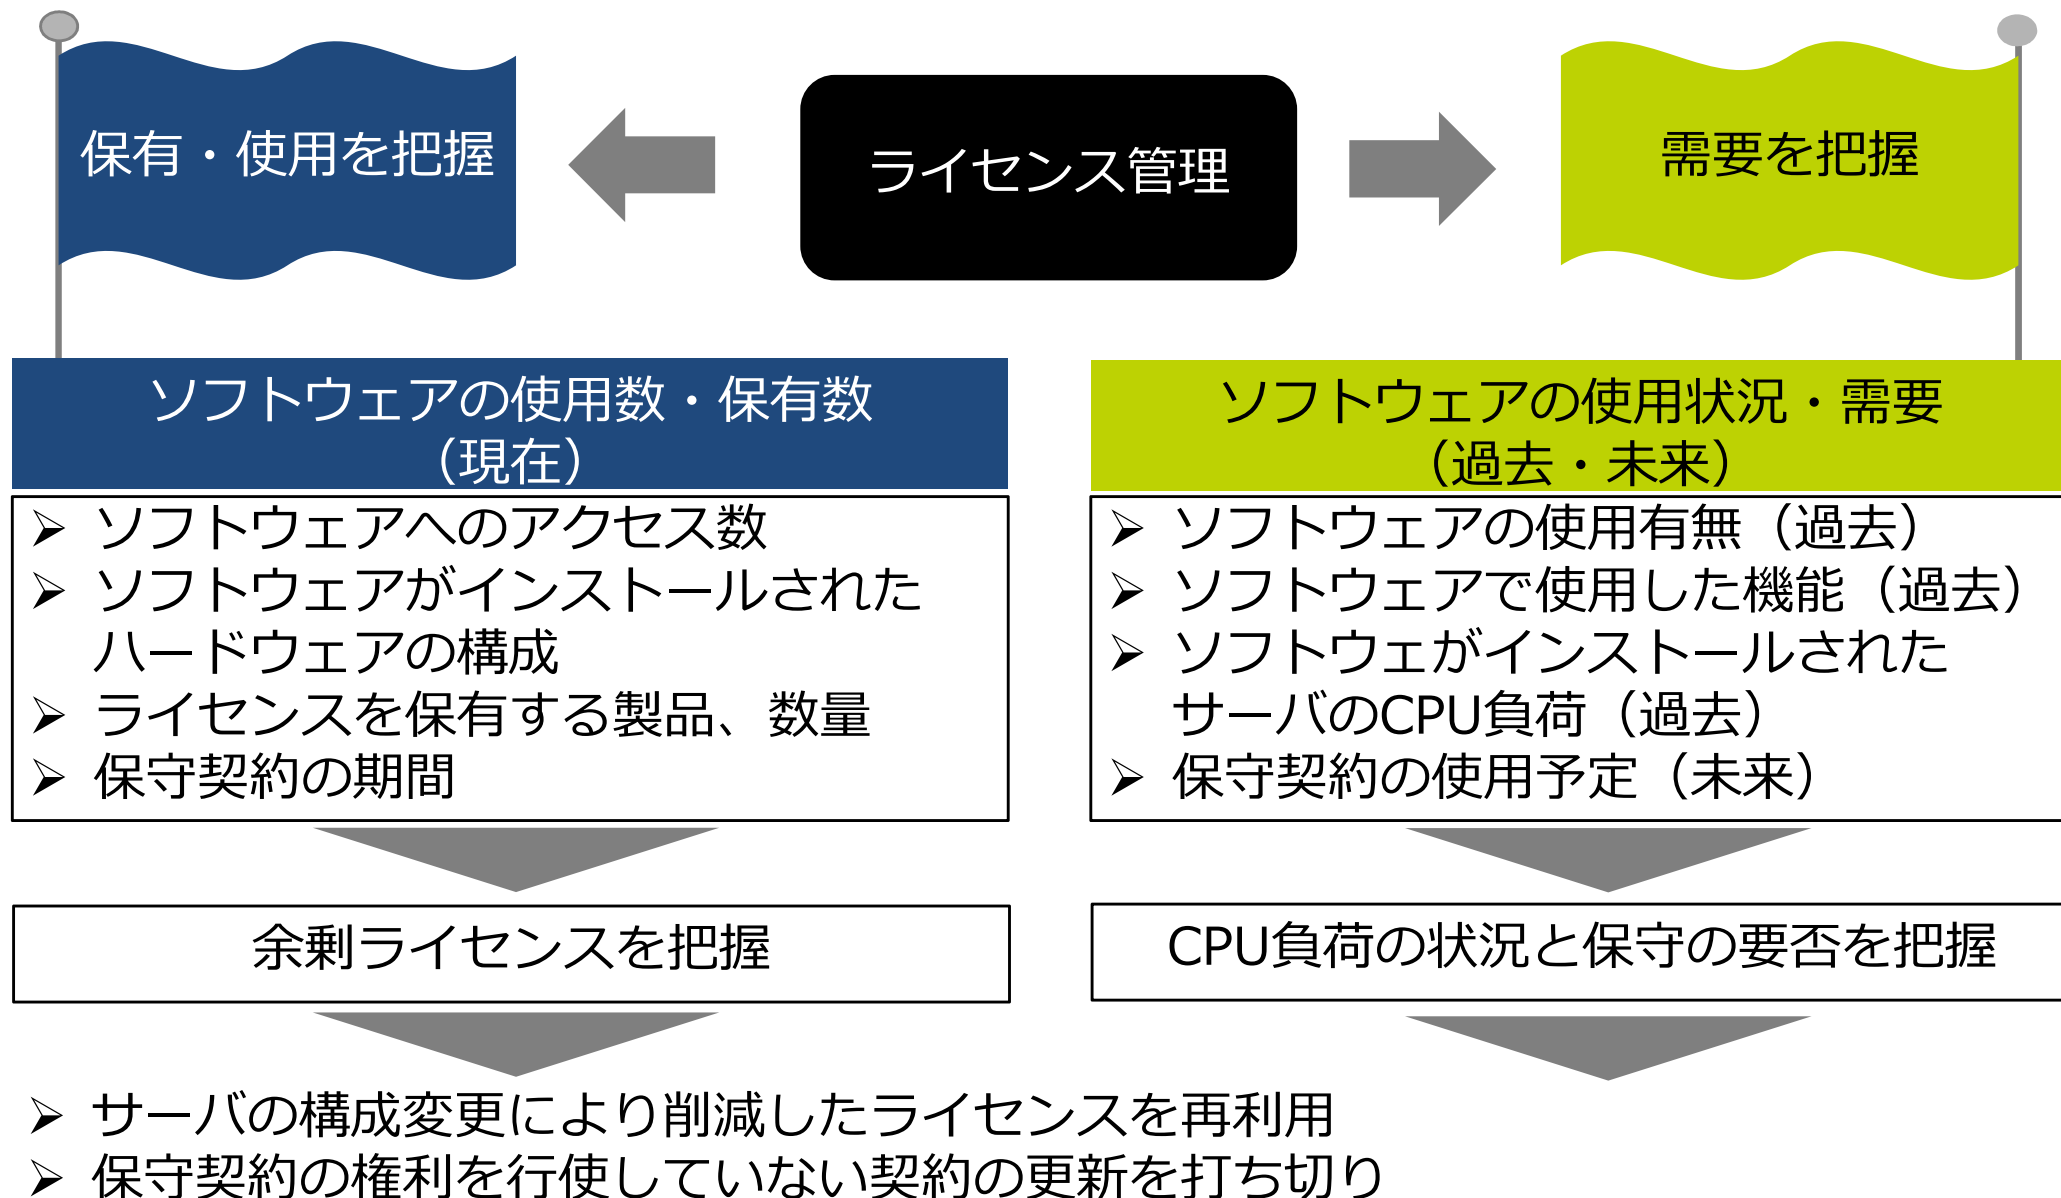 保有・使用を把握
ライセンス管理
需要を把握
ソフトウェアの使用数・保有数
（現在）
➢ ソフトウェアへのアクセス数
➢ ソフトウェアがインストールされた
ハードウェアの構成
➢ ライセンスを保有する製品、数量
➢ 保守契約の期間
余剰ライセンスを把握
ソフトウェアの使用状況・需要
（過去・未来）
➢ ソフトウェアの使用有無（過去）
➢ ソフトウェアで使用した機能（過去）
➢ ソフトウェがインストールされた
サーバのCPU負荷（過去）
➢ 保守契約の使用予定（未来）
CPU負荷の状況と保守の要否を把握
➢ サーバの構成変更により削減したライセンスを再利用
➢ 保守契約の権利を行使していない契約の更新を打ち切り